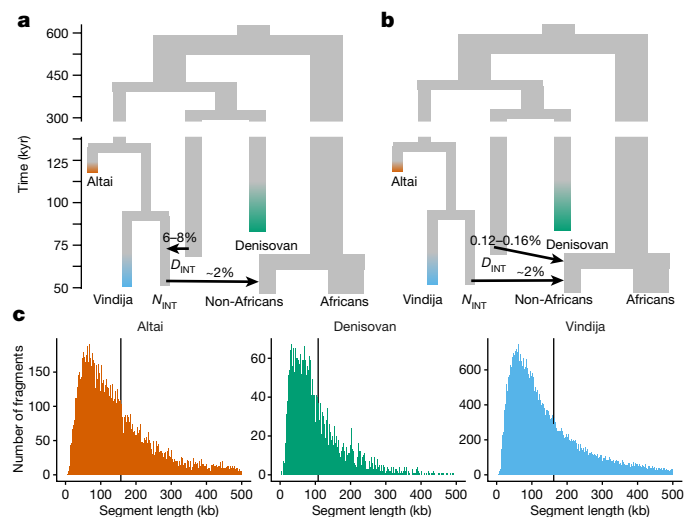 a
b
Time (kyr)
600
450
300
125
100
75
50
Altai
6–8%
D INT
Denisovan
~2%
Vindija
N INT
Non-Africans
Africans
Altai
0.12–0.16%
D INT
Denisovan
~2%
Vindija
N INT
Non-Africans
Africans
c
Altai
Denisovan
Vindija
Number of fragments
150
100
50
0
60
40
20
0
600
400
200
0
0 100 200 300 400 500
0 100 200 300 400 500
0 100 200 300 400 500
Segment length (kb)
Segment length (kb)
Segment length (kb)